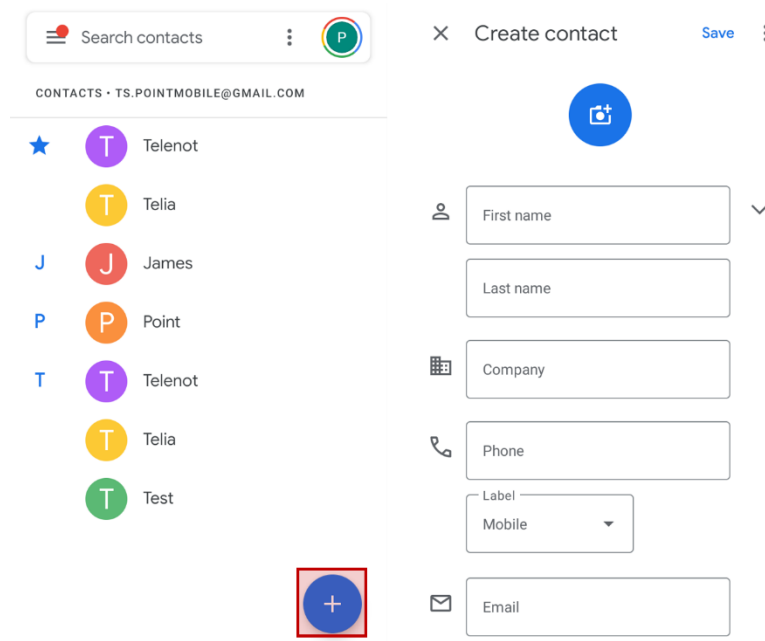 Search contacts
P
CONTACTS • TS.POINTMOBILE@GMAIL.COM
T Telenot
T Telia
J J James
P P Point
T T Telenot
T Telia
T Test
Create contact Save
First name
Last name
Company
Phone
Label
Mobile
Email